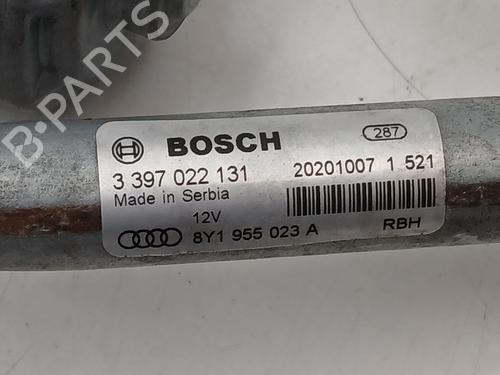 B-PARTS
BOSCH 287
3 397 022 131 20201007 1 521
Made in Serbia
12V
8Y1 955 023 A RBH